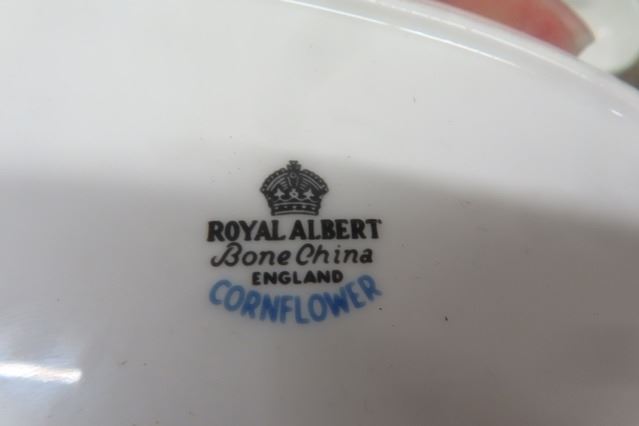 ROYAL ALBERT
Bone China
ENGLAND
CORNFLOWER